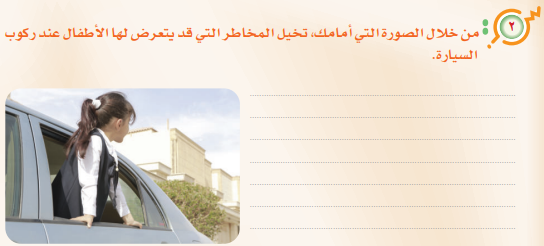 ٢
من خلال الصورة التي أمامك، تخيل المخاطر التي قد يتعرض لها الأطفال عند ركوب
السيارة.